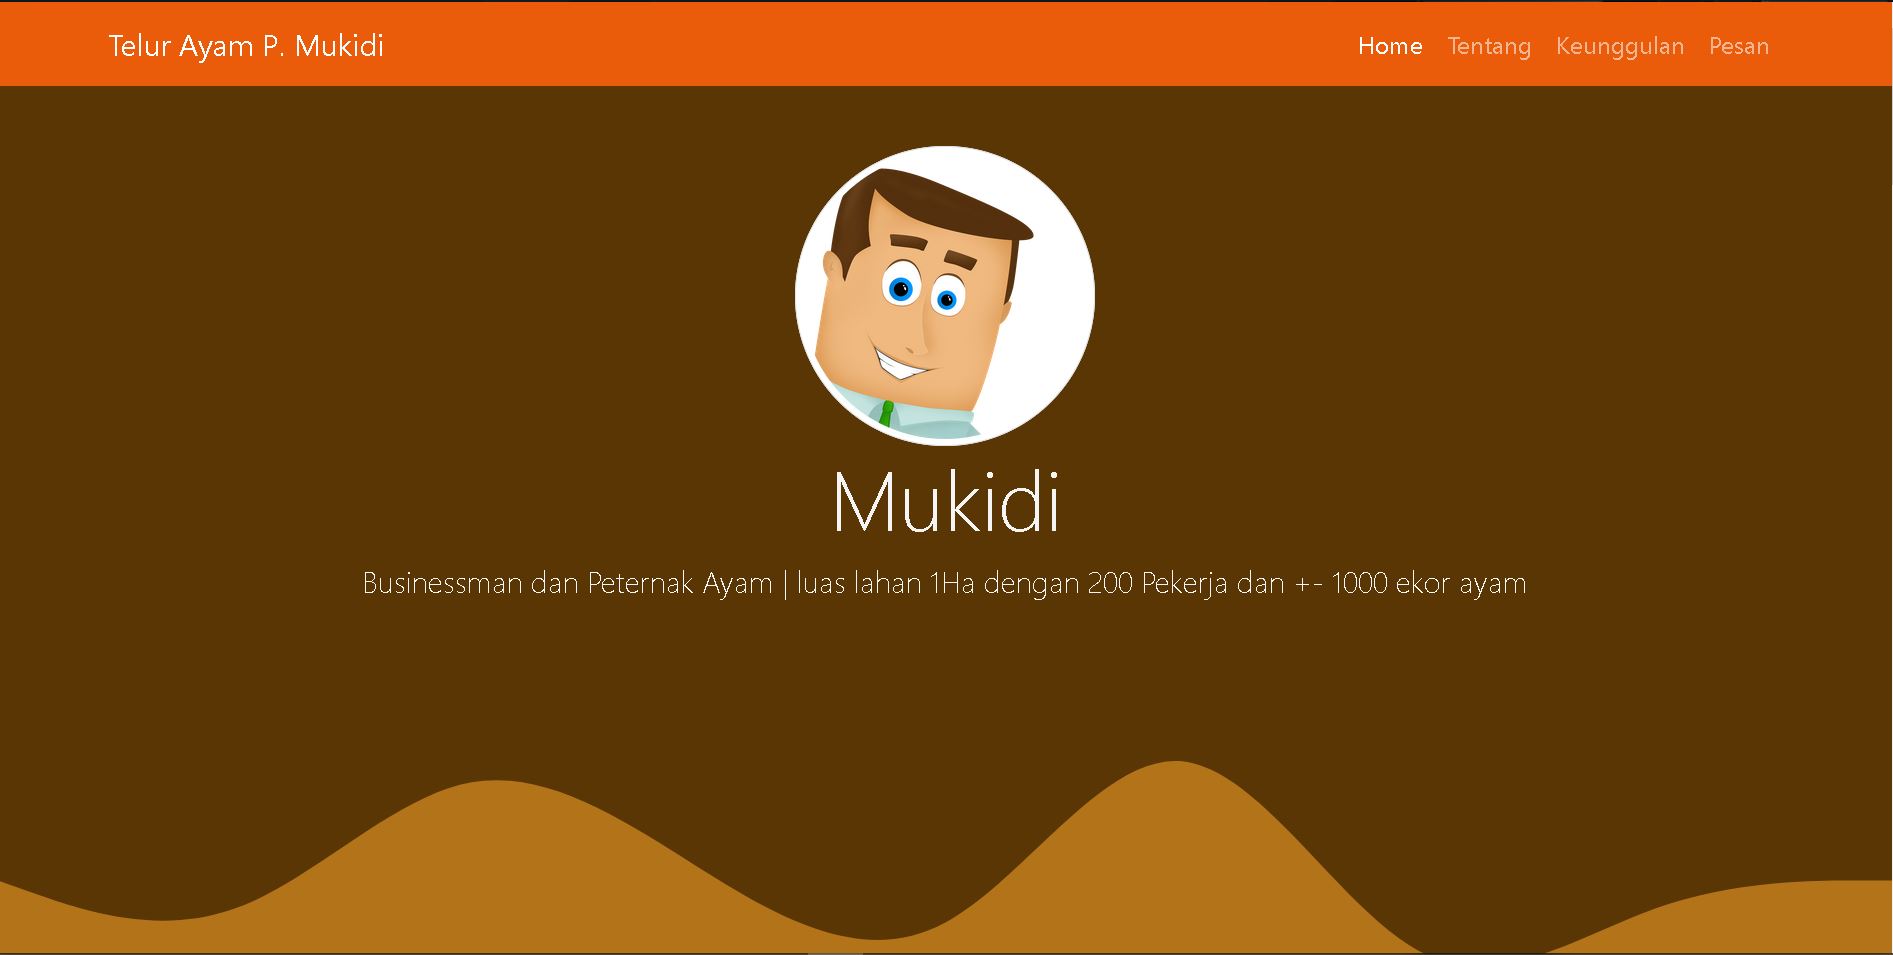 Telur Ayam P. Mukidi
Home Tentang Keunggulan Pesan
Mukidi
Businessman dan Peternak Ayam | luas lahan 1Ha dengan 200 Pekerja dan +- 1000 ekor ayam